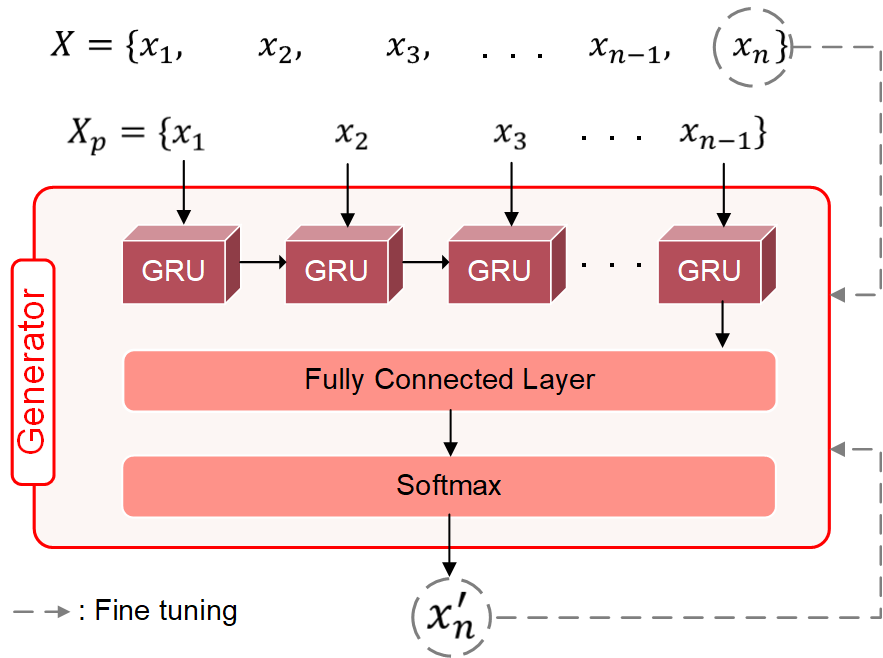 X = {x₁, x₂, x₃, . . . xₙ₋₁, xₙ}
Xₚ = {x₁ x₂ x₃ . . . xₙ₋₁}
GRU GRU GRU . . . GRU
Generator
Fully Connected Layer
Softmax
: Fine tuning
x′ₙ